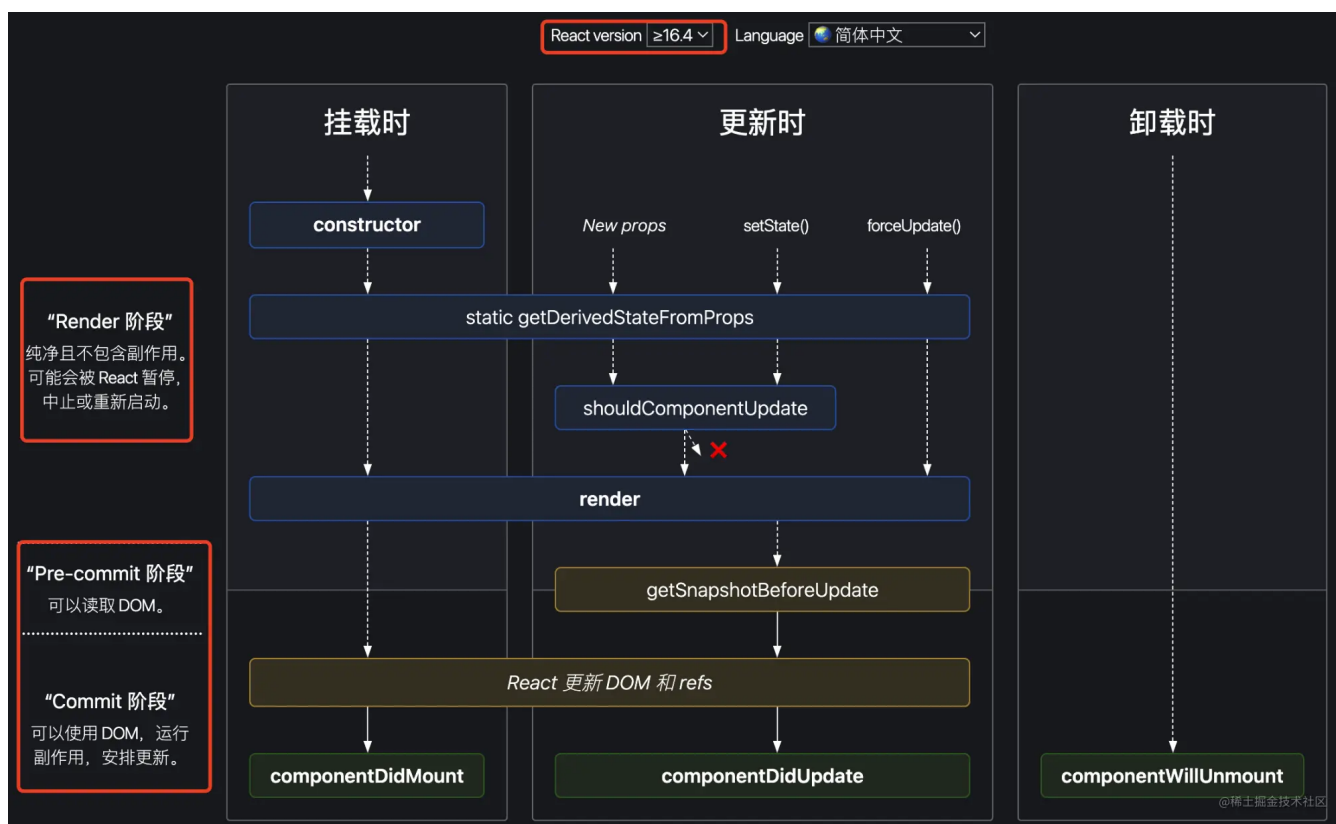 React version ≥16.4 Language 简体中文
挂载时
更新时
卸载时
constructor
New props
setState()
forceUpdate()
“Render 阶段”
纯净且不包含副作用。
可能会被 React 暂停,
中止或重新启动。
static getDerivedStateFromProps
shouldComponentUpdate
render
“Pre-commit 阶段”
可以读取 DOM。
getSnapshotBeforeUpdate
“Commit 阶段”
可以使用 DOM，运行
副作用，安排更新。
React 更新 DOM 和 refs
componentDidMount
componentDidUpdate
componentWillUnmount
@稀土掘金技术社区